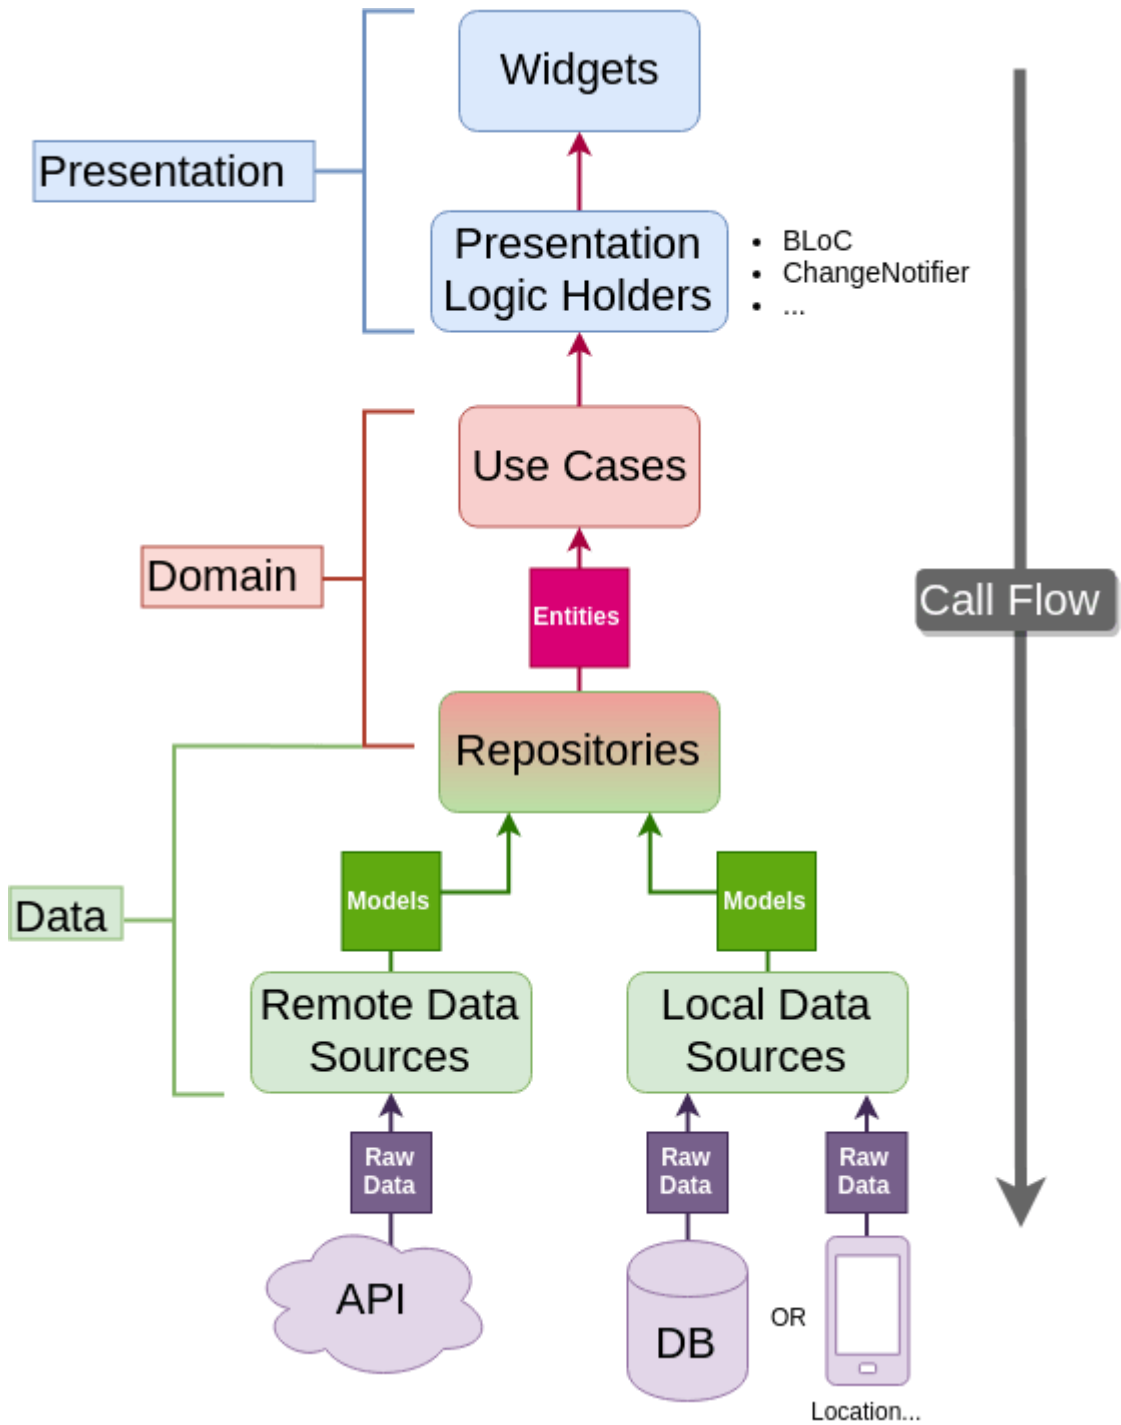 Widgets
Presentation
Presentation
Logic Holders
• BLoC
• ChangeNotifier
• ...
Use Cases
Domain
Entities
Call Flow
Repositories
Models
Models
Data
Remote Data
Sources
Local Data
Sources
Raw
Data
Raw
Data
Raw
Data
API
DB
OR
Location...